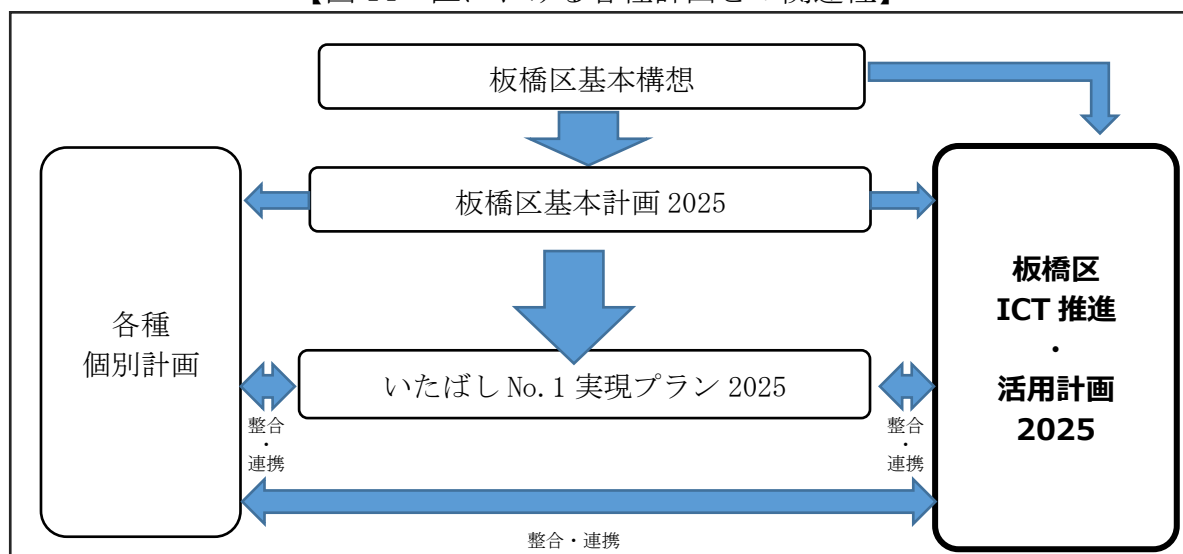 板橋区基本構想
板橋区基本計画 2025
各種
個別計画
いたばし No.1 実現プラン 2025
板橋区
ICT 推進
・
活用計画
2025
整合
・
連携
整合
・
連携
整合・連携